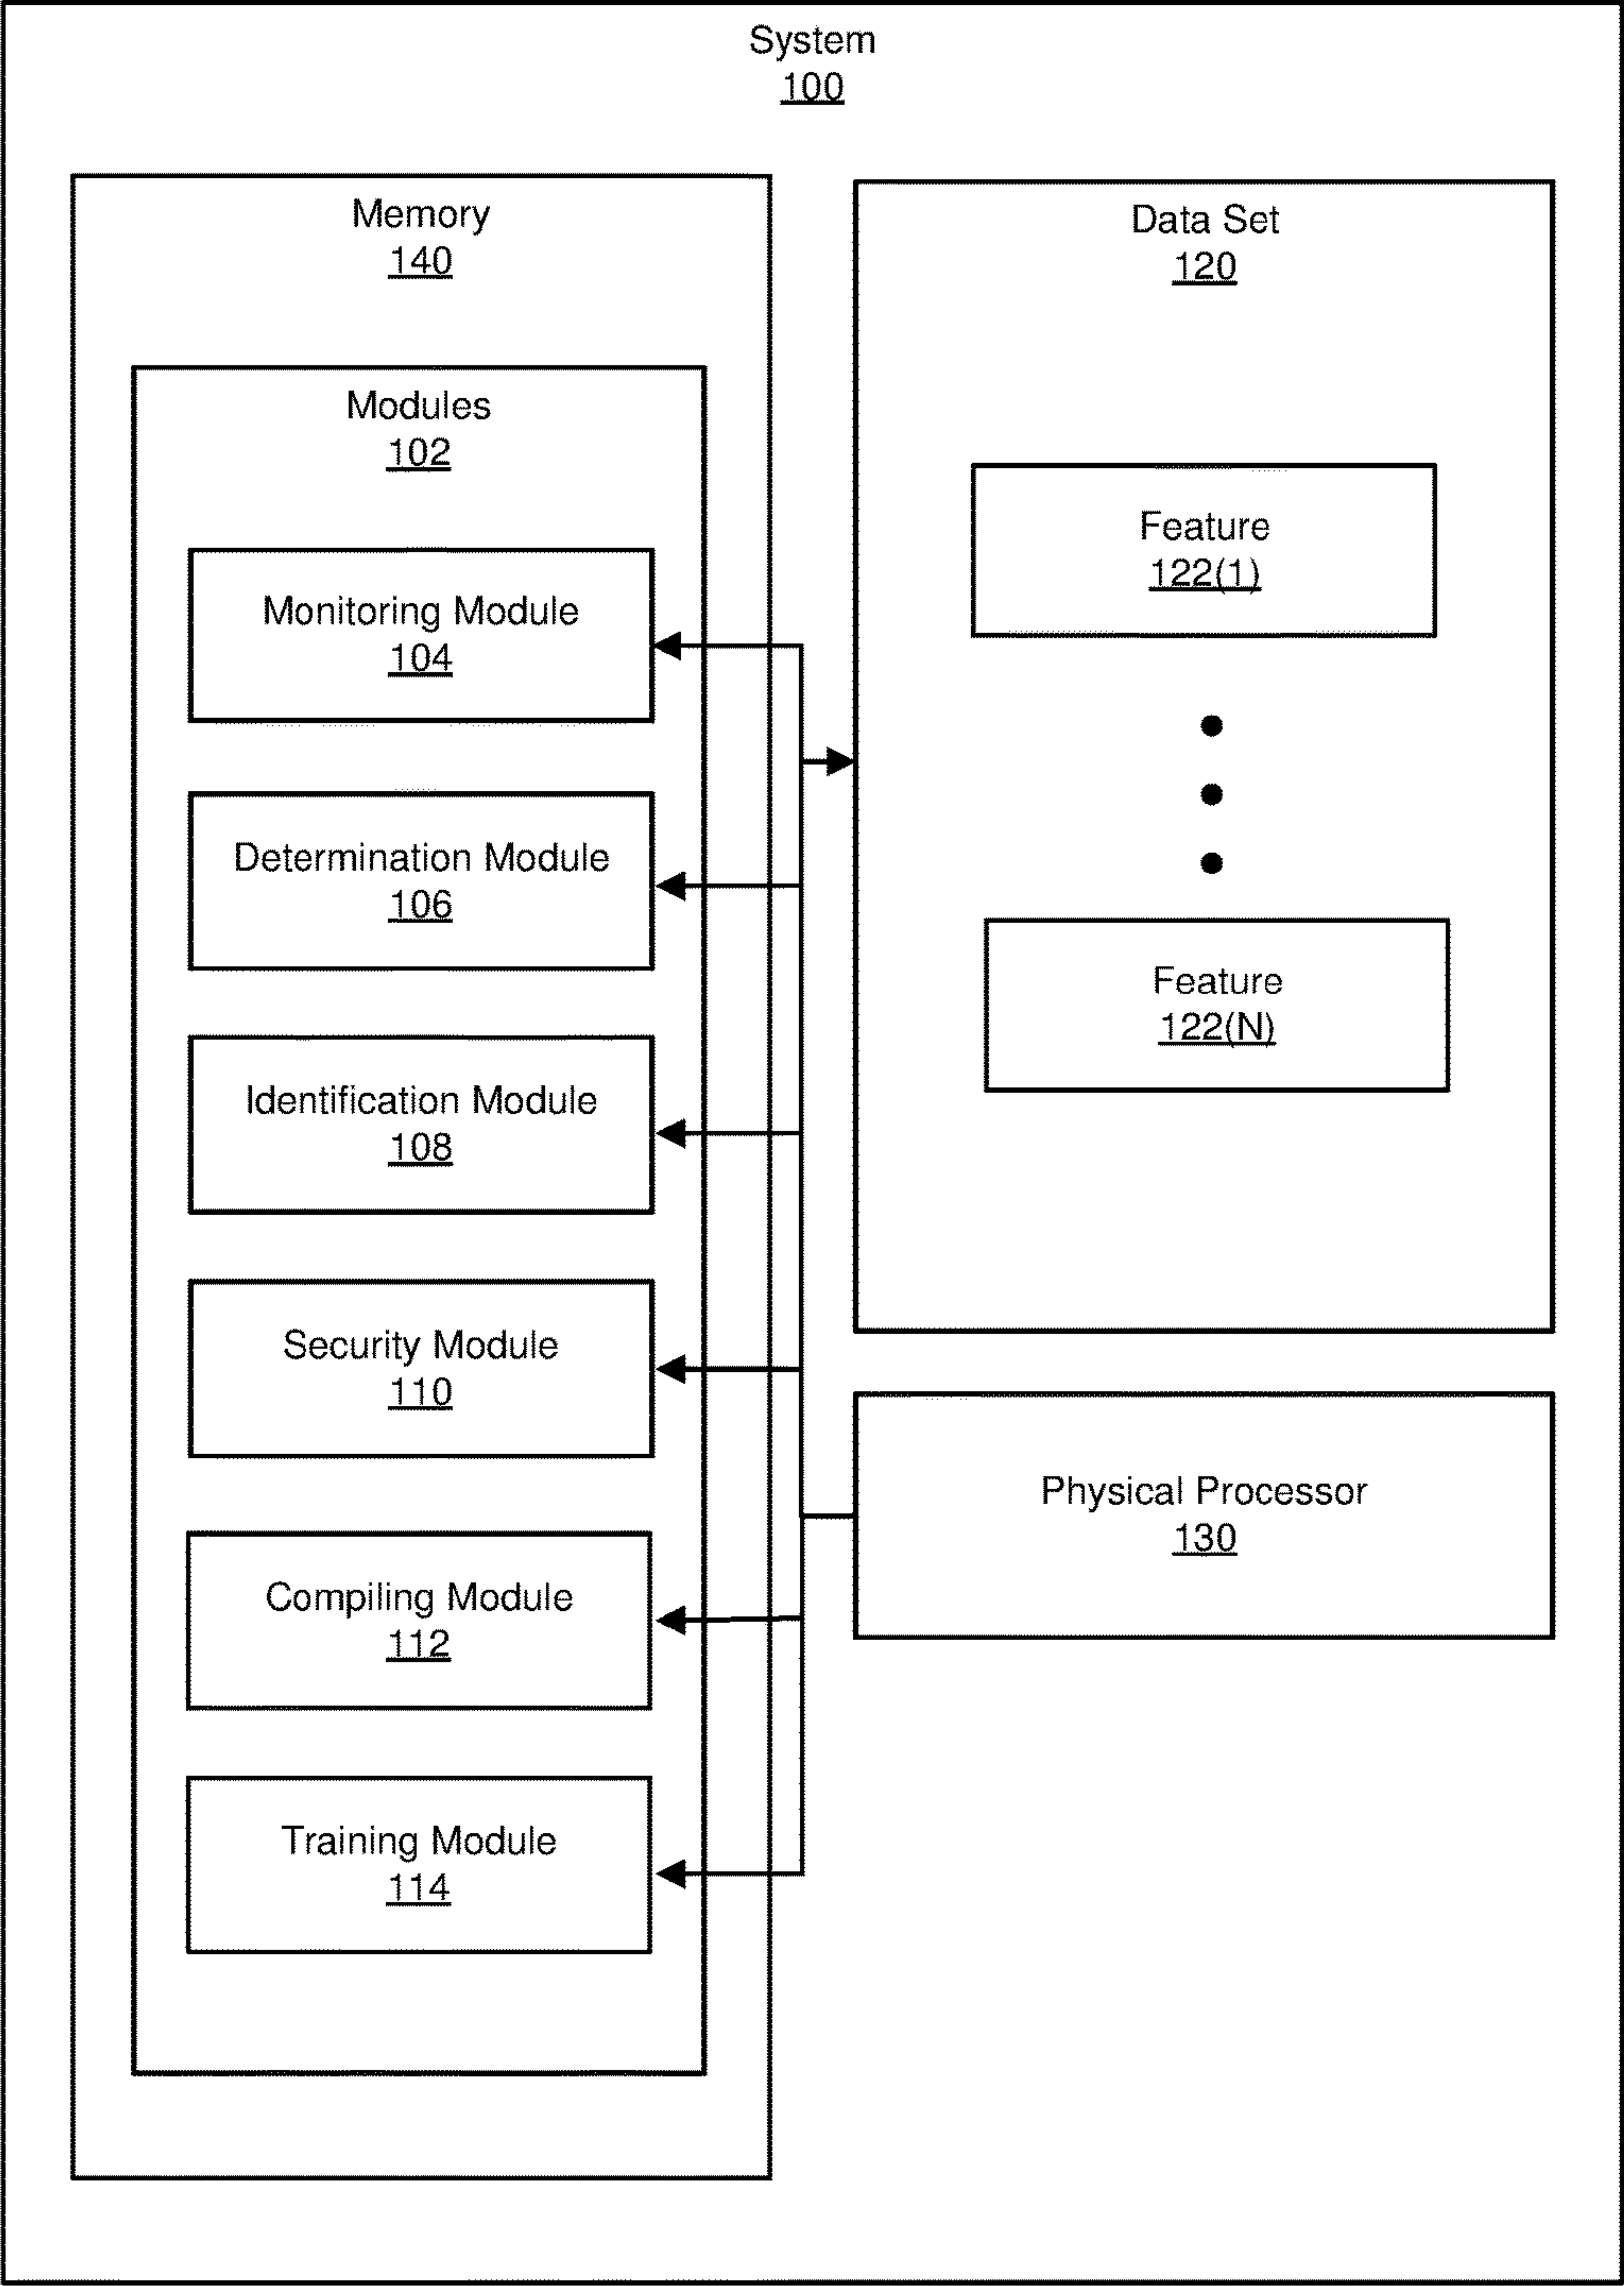 System
100
Memory
140
Modules
102
Monitoring Module
104
Determination Module
106
Identification Module
108
Security Module
110
Compiling Module
112
Training Module
114
Data Set
120
Feature
122(1)
Feature
122(N)
Physical Processor
130